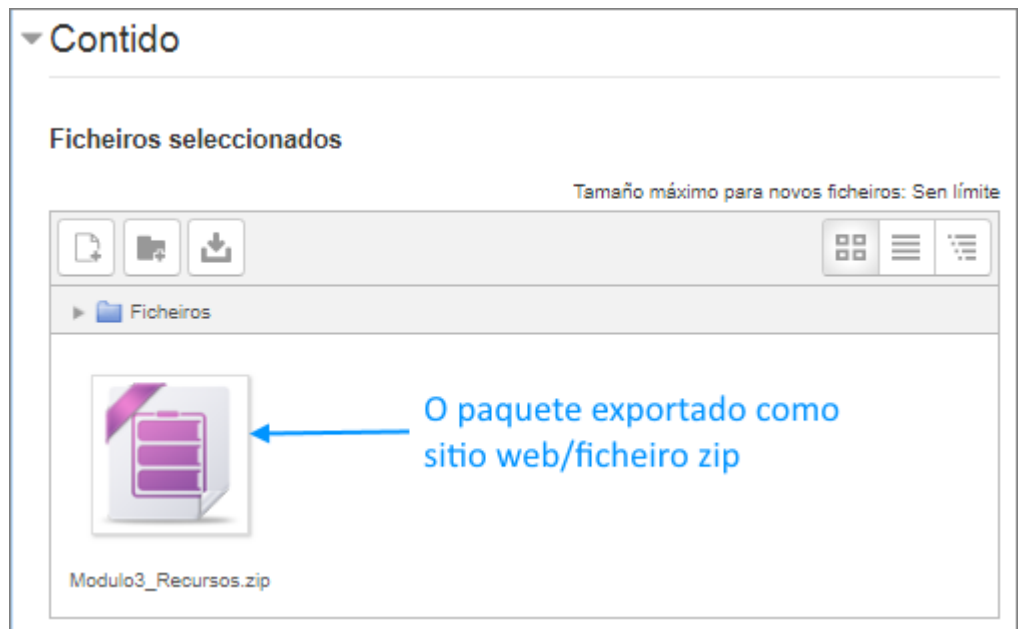 Contido
Ficheiros seleccionados
Tamaño máximo para novos ficheiros: Sen límite
Ficheiros
O paquete exportado como
sitio web/ficheiro zip
Modulo3_Recursos.zip